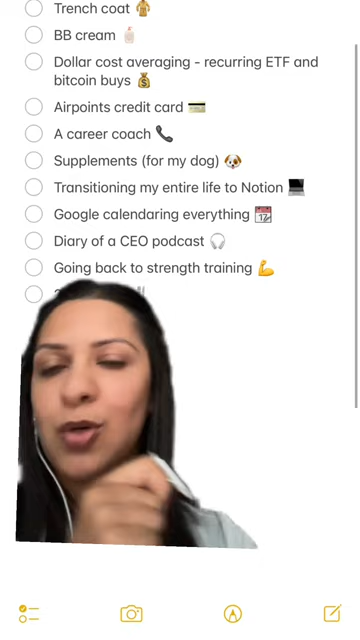 Trench coat 🧥
BB cream 🧴
Dollar cost averaging - recurring ETF and
bitcoin buys 💰
Airpoints credit card 💳
A career coach 📞
Supplements (for my dog) 🐶
Transitioning my entire life to Notion 💻
Google calendaring everything 📆
Diary of a CEO podcast 🎧
Going back to strength training 💪